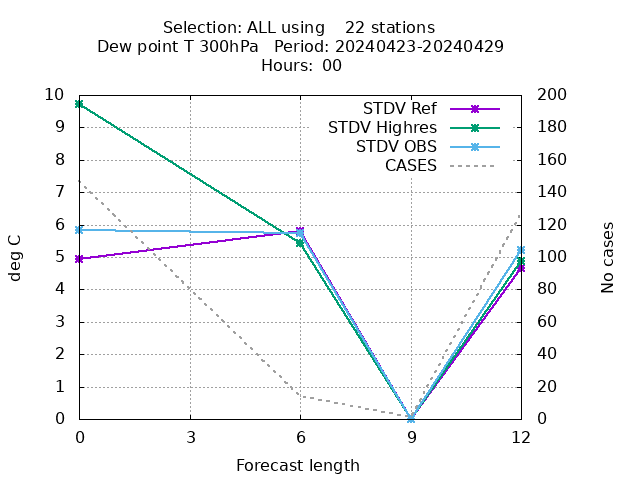 Selection: ALL using    22 stations
Dew point T 300hPa   Period: 20240423-20240429
Hours: 00
STDV Ref
STDV Highres
STDV OBS
CASES
deg C
10
9
8
7
6
5
4
3
2
1
0
200
180
160
140
120
100
80
60
40
20
0
No cases
0 3 6 9 12
Forecast length